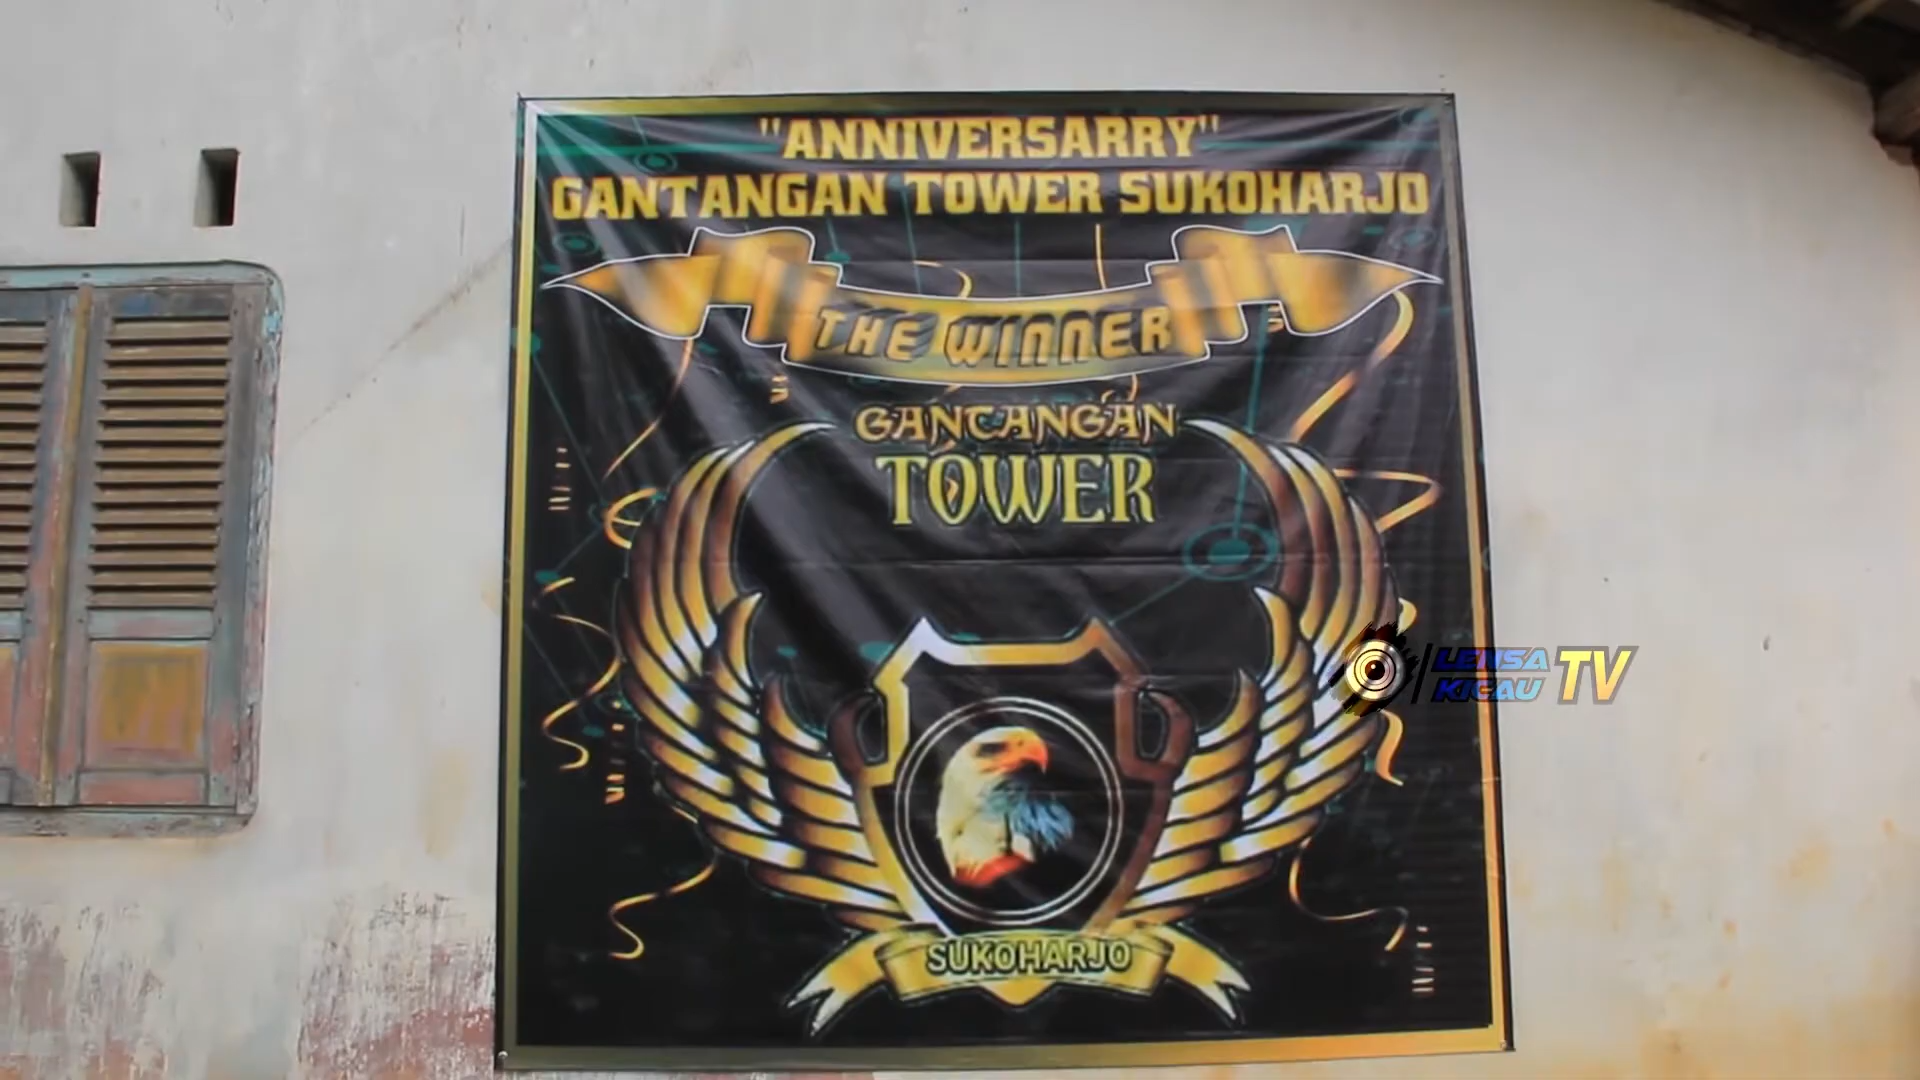 "ANNIVERSARRY"
GANTANGAN TOWER SUKOHARJO
THE WINNER
GANTANGAN
TOWER
LENSA
KICAU
TV
SUKOHARJO